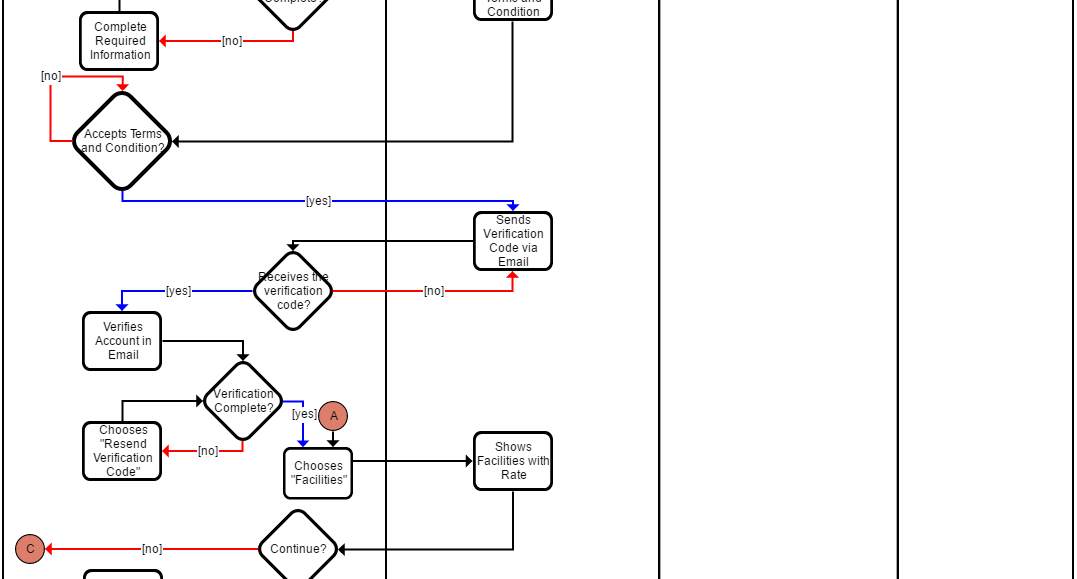 Complete?
Terms and
Condition
Complete
Required
Information
[no]
[no]
Accepts Terms
and Condition?
[yes]
Sends
Verification
Code via
Email
Receives the
verification
code?
[yes]
[no]
Verifies
Account in
Email
Verification
Complete?
[yes]
A
Chooses
"Resend
Verification
Code"
[no]
Chooses
"Facilities"
Shows
Facilities with
Rate
C
[no]
Continue?